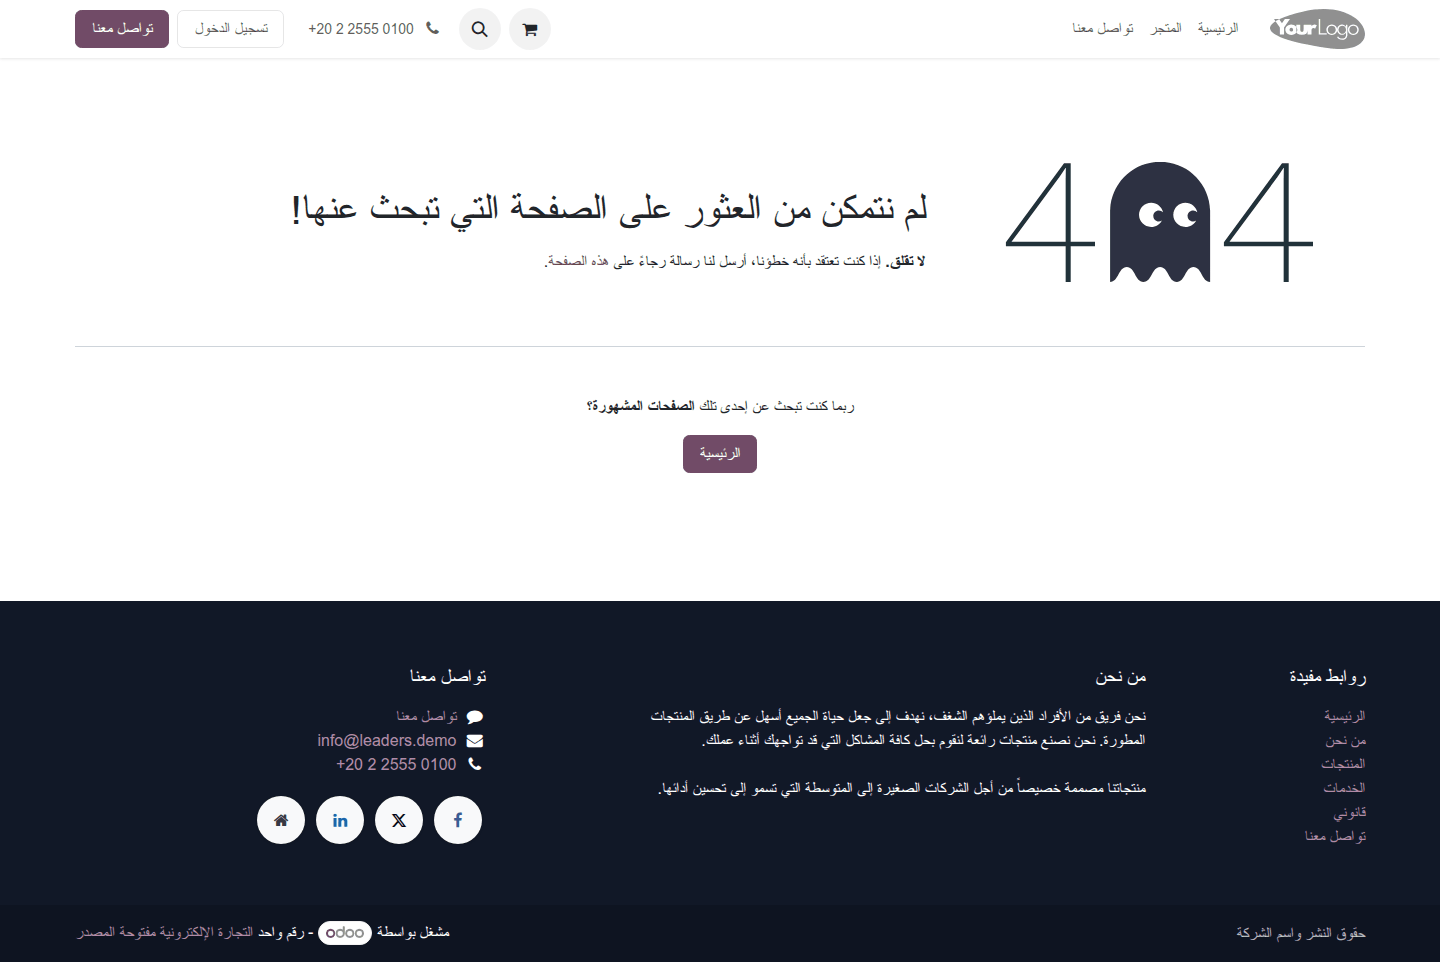 YourLogo
الرئيسية
المتجر
تواصل معنا
+20 2 2555 0100
تسجيل الدخول
تواصل معنا
404
لم نتمكن من العثور على الصفحة التي تبحث عنها!
لا تقلق. إذا كنت تعتقد بأنه خطؤنا، أرسل لنا رسالة رجاءً على هذه الصفحة.
ربما كنت تبحث عن إحدى تلك الصفحات المشهورة؟
الرئيسية
روابط مفيدة
الرئيسية
من نحن
المنتجات
الخدمات
قانوني
تواصل معنا
من نحن
نحن فريق من الأفراد الذين يملؤهم الشغف، نهدف إلى جعل حياة الجميع أسهل عن طريق المنتجات
المطورة. نحن نصنع منتجات رائعة لنقوم بحل كافة المشاكل التي قد تواجهك أثناء عملك.
منتجاتنا مصممة خصيصاً من أجل الشركات الصغيرة إلى المتوسطة التي تسمو إلى تحسين أدائها.
تواصل معنا
تواصل معنا
info@leaders.demo
+20 2 2555 0100
حقوق النشر واسم الشركة
مشغل بواسطة odoo - رقم واحد التجارة الإلكترونية مفتوحة المصدر